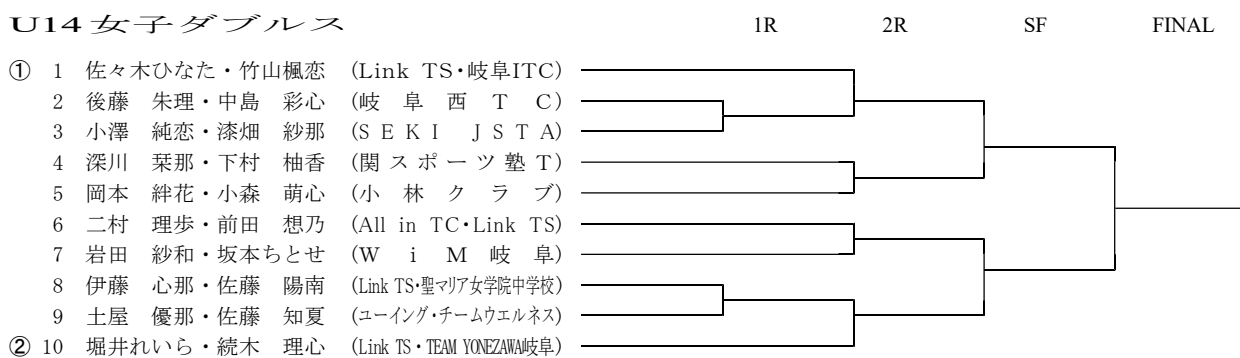 U14女子ダブルス 1R 2R SF FINAL
① 1 佐々木ひなた・竹山楓恋 (Link TS・岐阜ITC)
2 後藤 朱理・中島 彩心 (岐阜西TC)
3 小澤 純恋・漆畑 紗那 (SEKI JSTA)
4 深川 栞那・下村 柚香 (関スポーツ塾T)
5 岡本 絆花・小森 萌心 (小林クラブ)
6 二村 理歩・前田 想乃 (All in TC・Link TS)
7 岩田 紗和・坂本ちとせ (WiM岐阜)
8 伊藤 心那・佐藤 陽南 (Link TS・聖マリア女学院中学校)
9 土屋 優那・佐藤 知夏 (ユーイング・チームウエルネス)
② 10 堀井れいら・続木 理心 (Link TS・TEAM YONEZAWA岐阜)